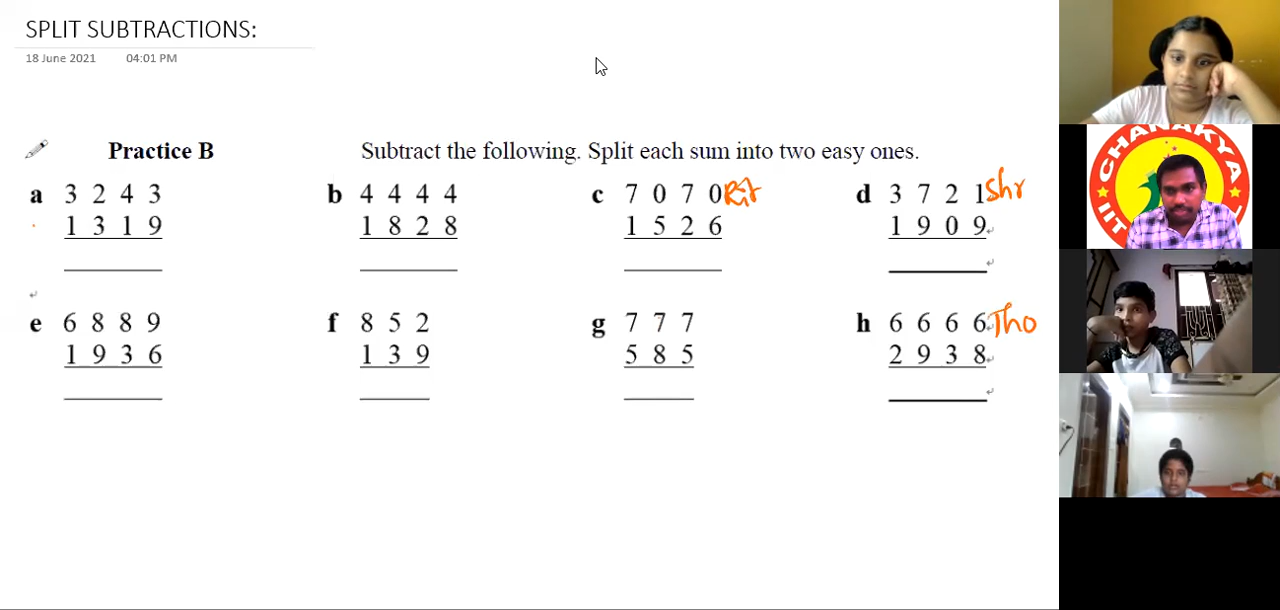 SPLIT SUBTRACTIONS:
18 June 2021 04:01 PM
Practice B Subtract the following. Split each sum into two easy ones.
a 3 2 4 3 b 4 4 4 4 c 7 0 7 0 Rit d 3 7 2 1 Shr
1 3 1 9 1 8 2 8 1 5 2 6 1 9 0 9
e 6 8 8 9 f 8 5 2 g 7 7 7 h 6 6 6 6 Tho
1 9 3 6 1 3 9 5 8 5 2 9 3 8
CHANAKYA
IIT